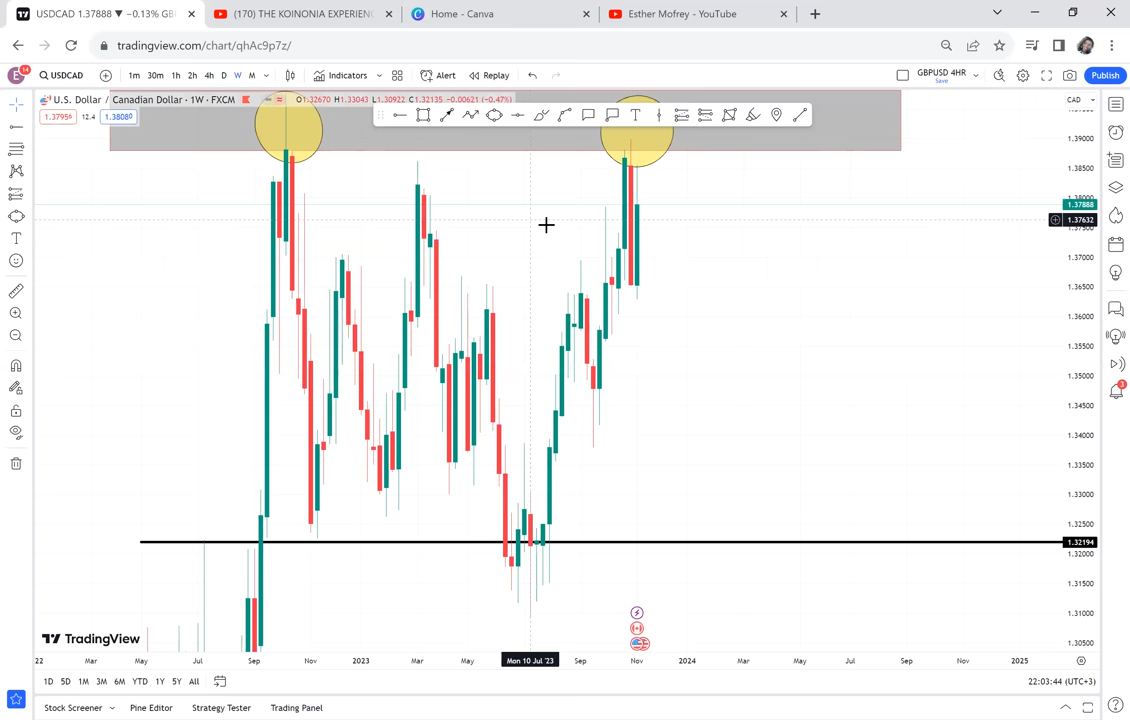 USDCAD 1.37888 ▼ −0.13% GB
(170) THE KOINONIA EXPERIENC
Home - Canva
Esther Mofrey - YouTube
tradingview.com/chart/qhAc9p7z/
E
14
USDCAD
1m 30m 1h 2h 4h D W M
Indicators
Alert
Replay
GBPUSD 4HR
Save
Publish
U.S. Dollar / Canadian Dollar · 1W · FXCM
O1.32670 H1.33043 L1.30922 C1.32135 −0.00621 (−0.47%)
CAD
1.37956 12.4 1.38080
1.39000
1.38500
1.37888
1.37632
1.37000
1.36500
1.36000
1.35500
1.35000
1.34500
1.34000
1.33500
1.33000
1.32500
1.32194
1.32000
1.31500
1.31000
1.30500
3
TradingView
22 Mar May Jul Sep Nov 2023 Mar May Mon 10 Jul '23 Sep Nov 2024 Mar May Jul Sep Nov 2025
1D 5D 1M 3M 6M YTD 1Y 5Y All
22:03:44 (UTC+3)
Stock Screener
Pine Editor
Strategy Tester
Trading Panel